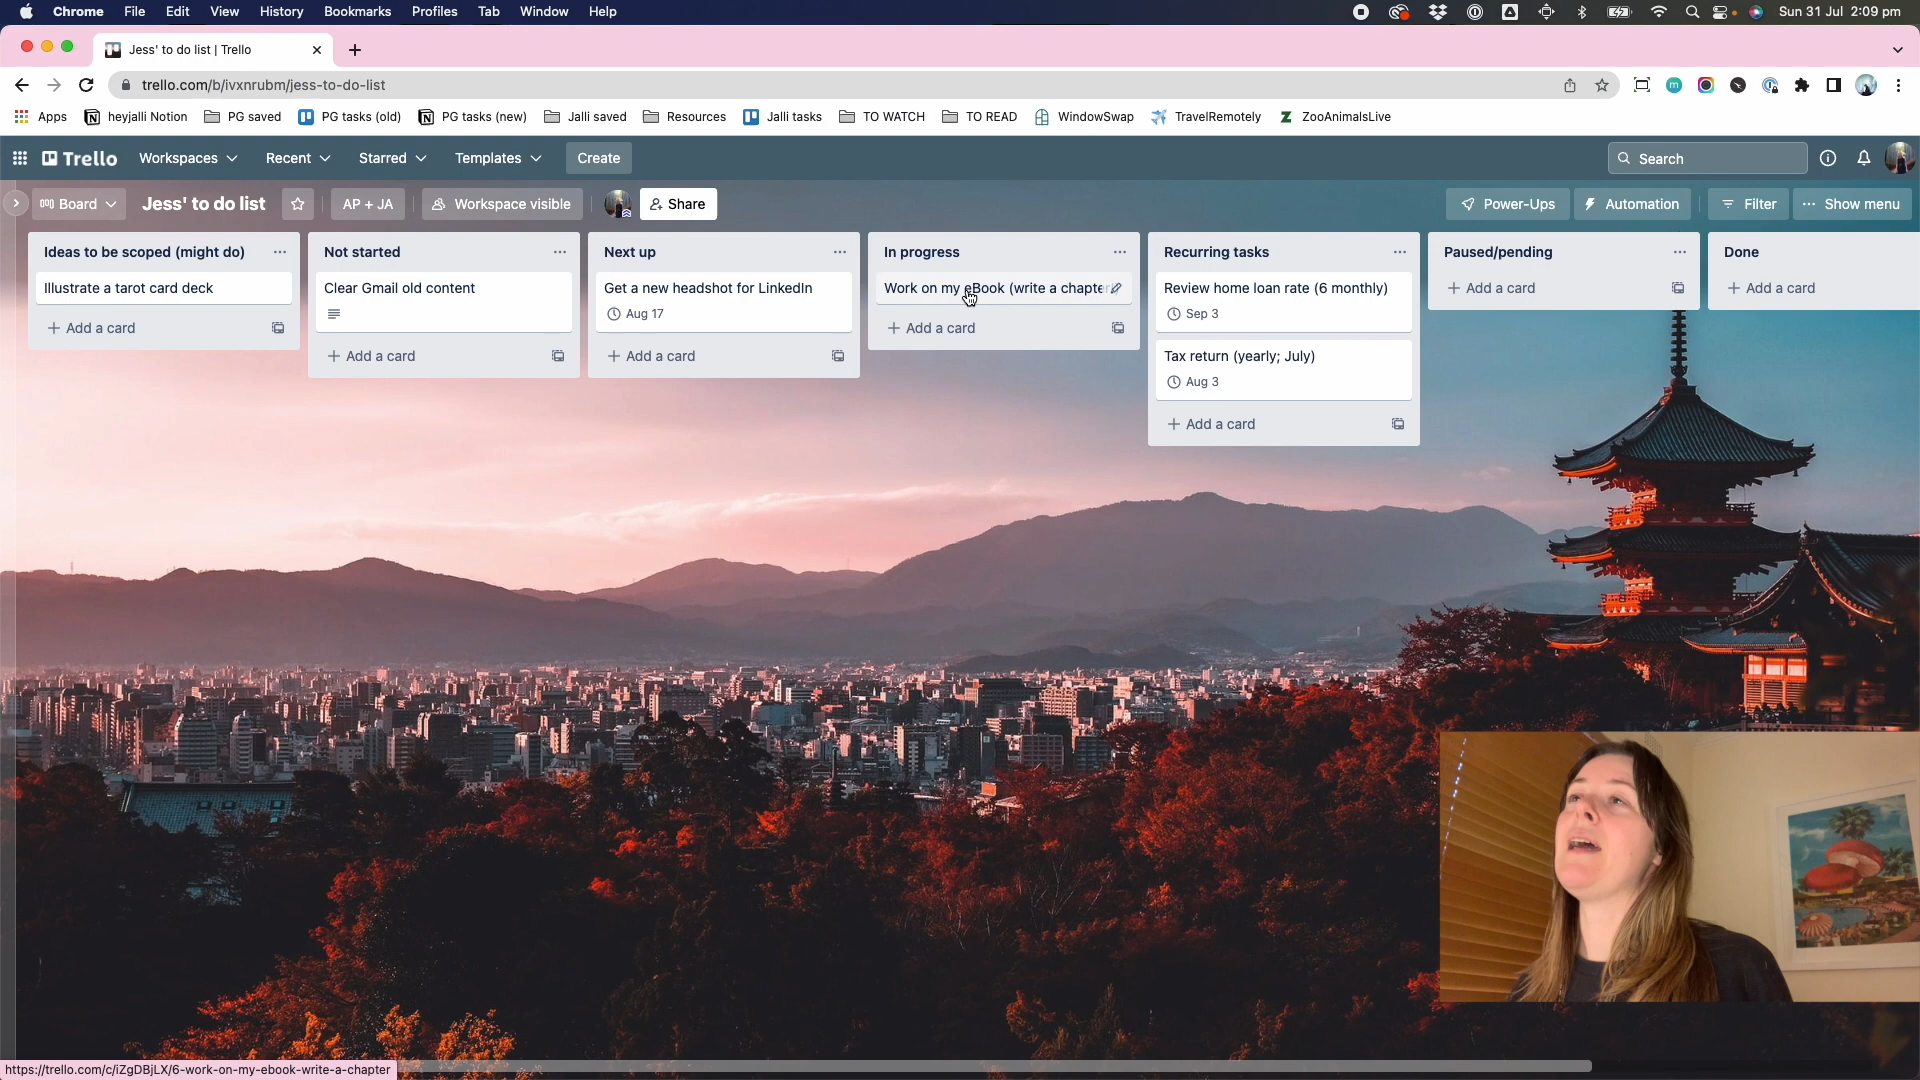 Chrome File Edit View History Bookmarks Profiles Tab Window Help Sun 31 Jul 2:09 pm
Jess' to do list | Trello
trello.com/b/ivxnrubm/jess-to-do-list
Apps heyjalli Notion PG saved PG tasks (old) PG tasks (new) Jalli saved Resources Jalli tasks TO WATCH TO READ WindowSwap TravelRemotely ZooAnimalsLive
Trello Workspaces Recent Starred Templates Create Search
Board Jess' to do list AP + JA Workspace visible Share Power-Ups Automation Filter Show menu
Ideas to be scoped (might do)
Illustrate a tarot card deck
Add a card
Not started
Clear Gmail old content
Add a card
Next up
Get a new headshot for LinkedIn
Aug 17
Add a card
In progress
Work on my eBook (write a chapte
Add a card
Recurring tasks
Review home loan rate (6 monthly)
Sep 3
Tax return (yearly; July)
Aug 3
Add a card
Paused/pending
Add a card
Done
Add a card
https://trello.com/c/iZgDBjLX/6-work-on-my-ebook-write-a-chapter